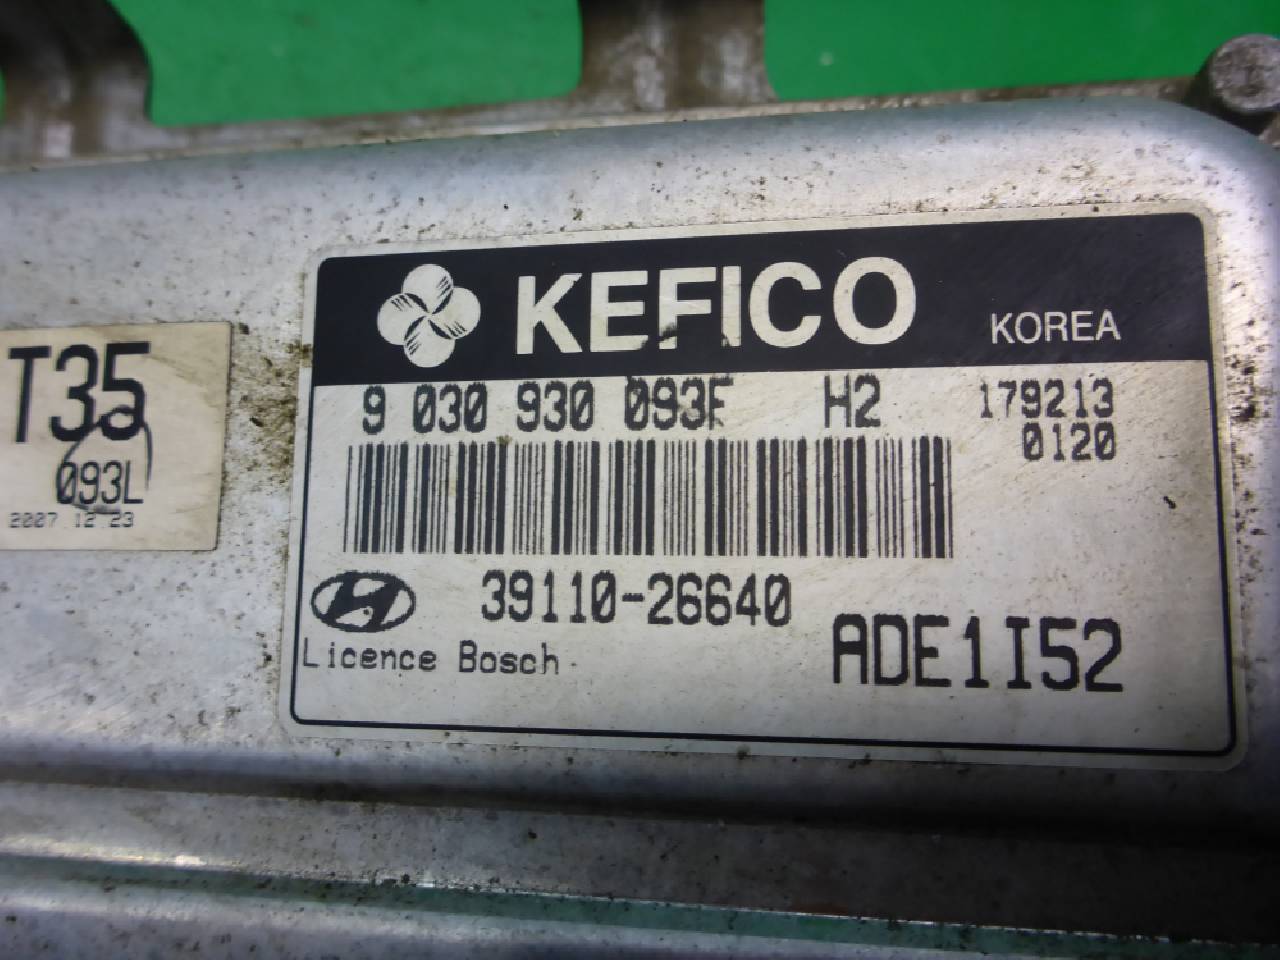 KEFICO KOREA
9 030 930 093F H2 179213
0120
39110-26640
Licence Bosch
ADE1I52
T35
093L
2007 12 23